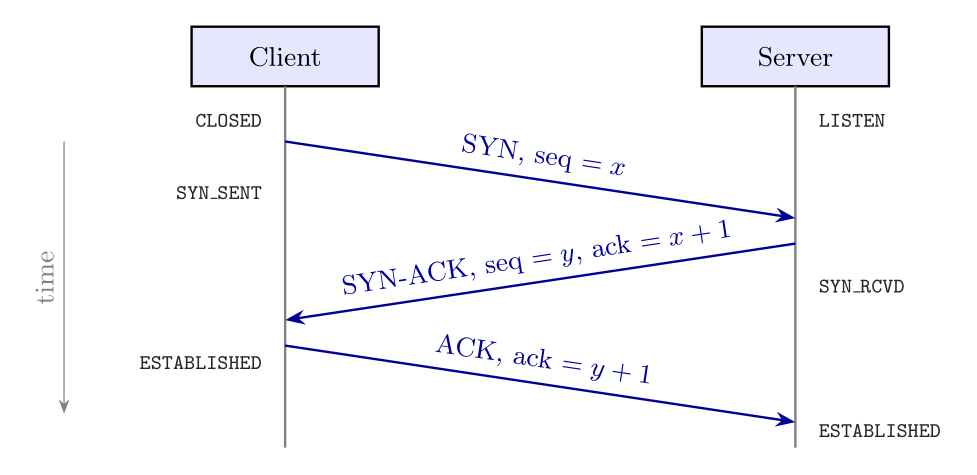 Client
Server
CLOSED
LISTEN
SYN, seq = x
SYN_SENT
SYN-ACK, seq = y, ack = x + 1
SYN_RCVD
time
ACK, ack = y + 1
ESTABLISHED
ESTABLISHED